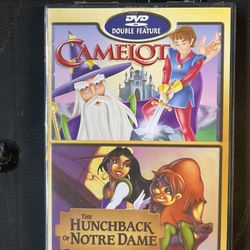 DVD
DOUBLE FEATURE
CAMELOT
THE
HUNCHBACK
OF NOTRE DAME